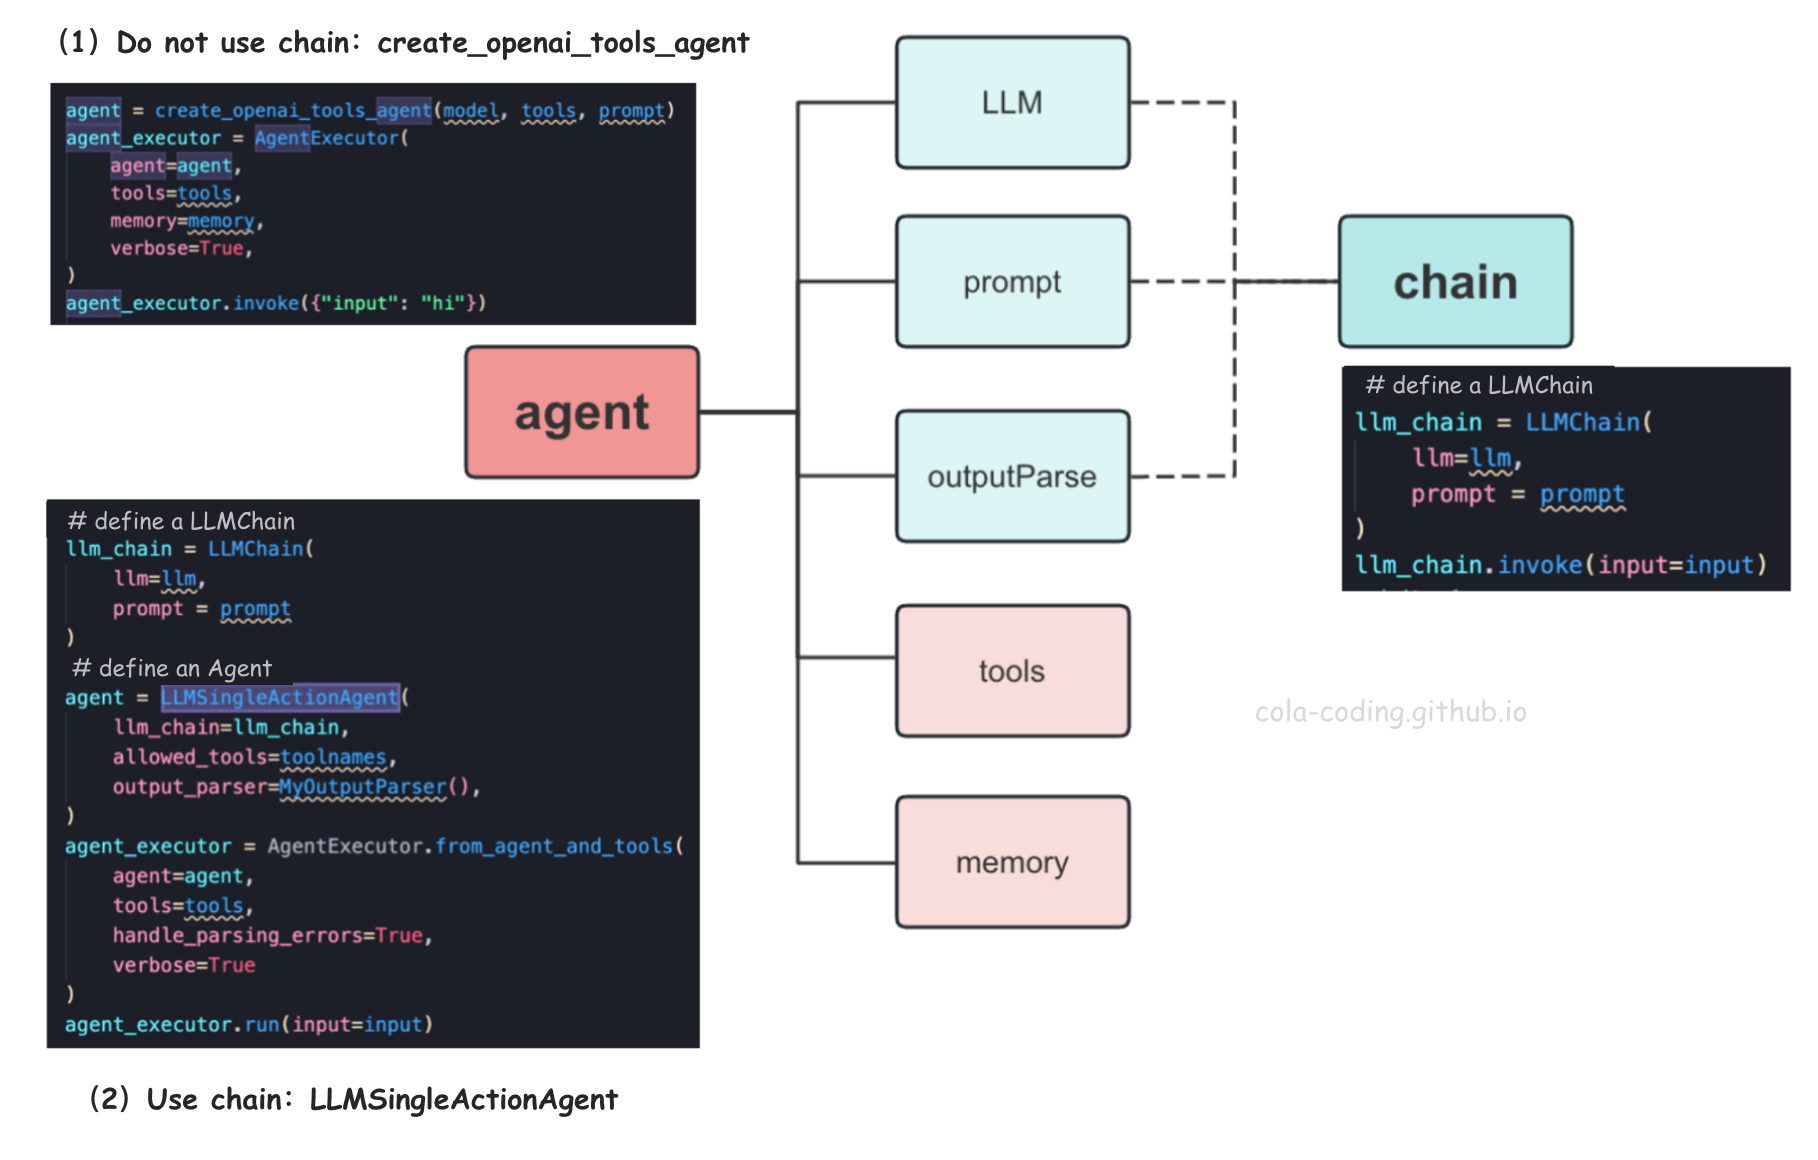 (1) Do not use chain: create_openai_tools_agent
agent = create_openai_tools_agent(model, tools, prompt)
agent_executor = AgentExecutor(
    agent=agent,
    tools=tools,
    memory=memory,
    verbose=True,
)
agent_executor.invoke({"input": "hi"})
agent
# define a LLMChain
llm_chain = LLMChain(
    llm=llm,
    prompt = prompt
)
# define an Agent
agent = LLMSingleActionAgent(
    llm_chain=llm_chain,
    allowed_tools=toolnames,
    output_parser=MyOutputParser(),
)
agent_executor = AgentExecutor.from_agent_and_tools(
    agent=agent,
    tools=tools,
    handle_parsing_errors=True,
    verbose=True
)
agent_executor.run(input=input)
(2) Use chain: LLMSingleActionAgent
LLM
prompt
outputParse
tools
memory
chain
# define a LLMChain
llm_chain = LLMChain(
    llm=llm,
    prompt = prompt
)
llm_chain.invoke(input=input)
cola-coding.github.io